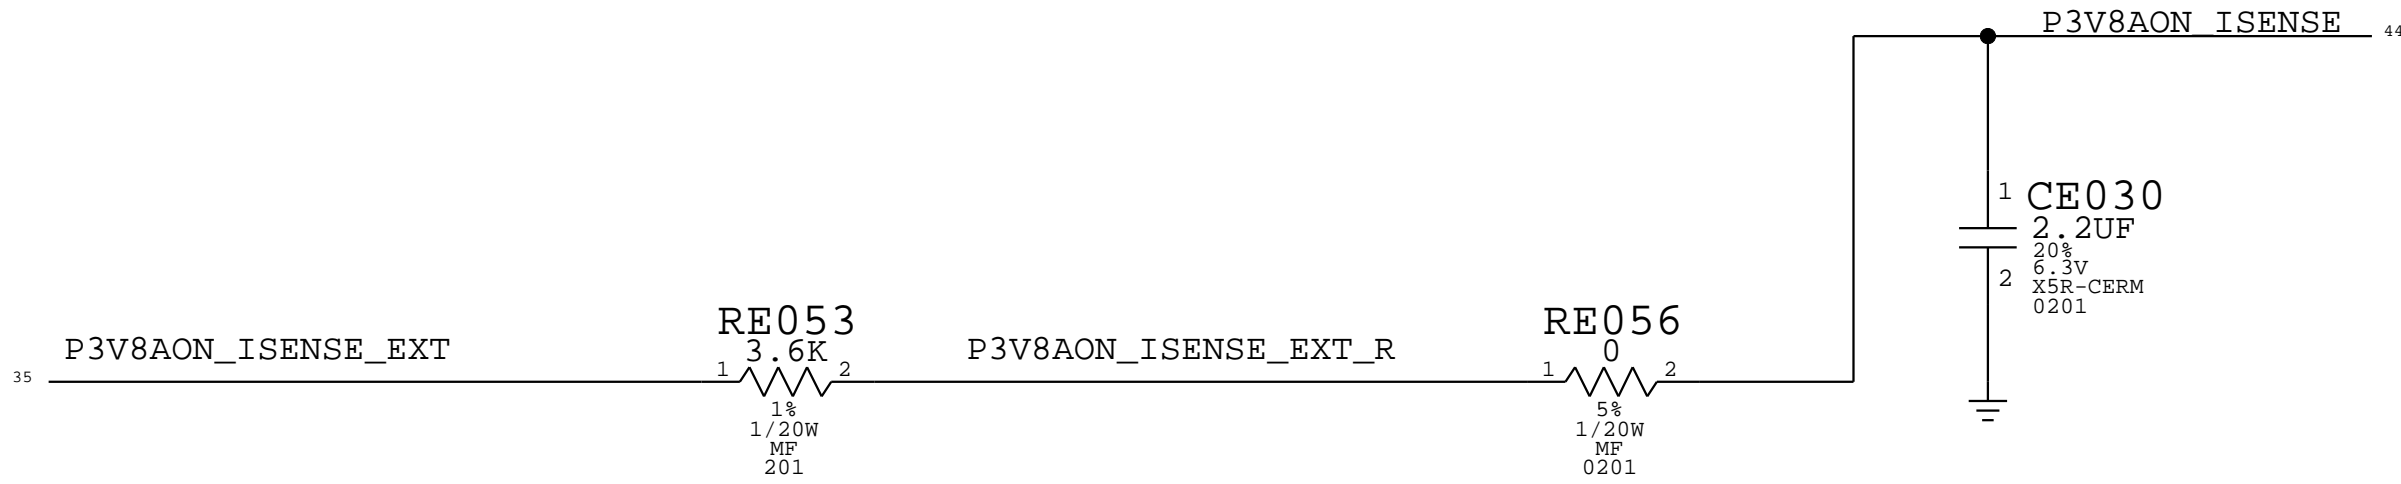 P3V8AON_ISENSE
44
1
CE030
2.2UF
20%
6.3V
2
X5R-CERM
0201
RE053
RE056
P3V8AON_ISENSE_EXT
3.6K
P3V8AON_ISENSE_EXT_R
0
35
1
2
1
2
1%
5%
1/20W
1/20W
MF
MF
201
0201